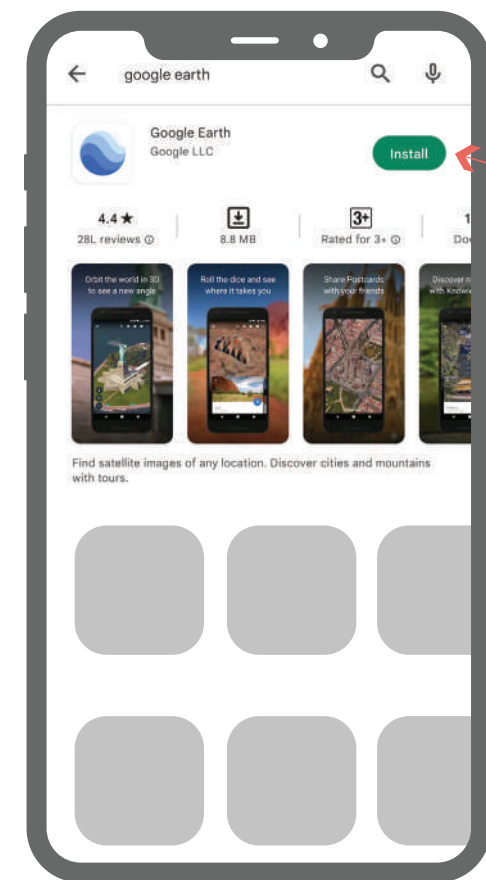 google earth
Google Earth
Google LLC
Install
4.4 ★
28L reviews
8.8 MB
3+
Rated for 3+
Orbit the world in 3D
to see a new angle
Roll the dice and see
where it takes you
Share Postcards
with your friends
Discover
Find satellite images of any location. Discover cities and mountains
with tours.